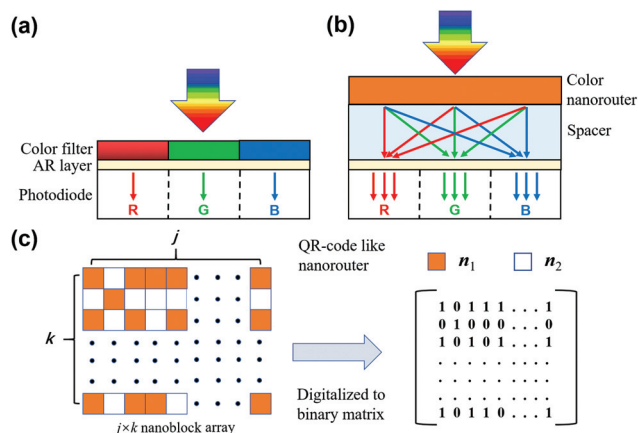 (a)
Color filter
AR layer
Photodiode
R G B
(b)
Color
nanorouter
Spacer
R G B
(c)
j
k
j×k nanoblock array
QR-code like
nanorouter
n1 n2
Digitalized to
binary matrix
1 0 1 1 1 . . . 1
0 1 0 0 0 . . . 0
1 0 1 0 1 . . . 1
. . . . . . . . .
. . . . . . . . .
. . . . . . . . .
1 0 1 1 0 . . . 1